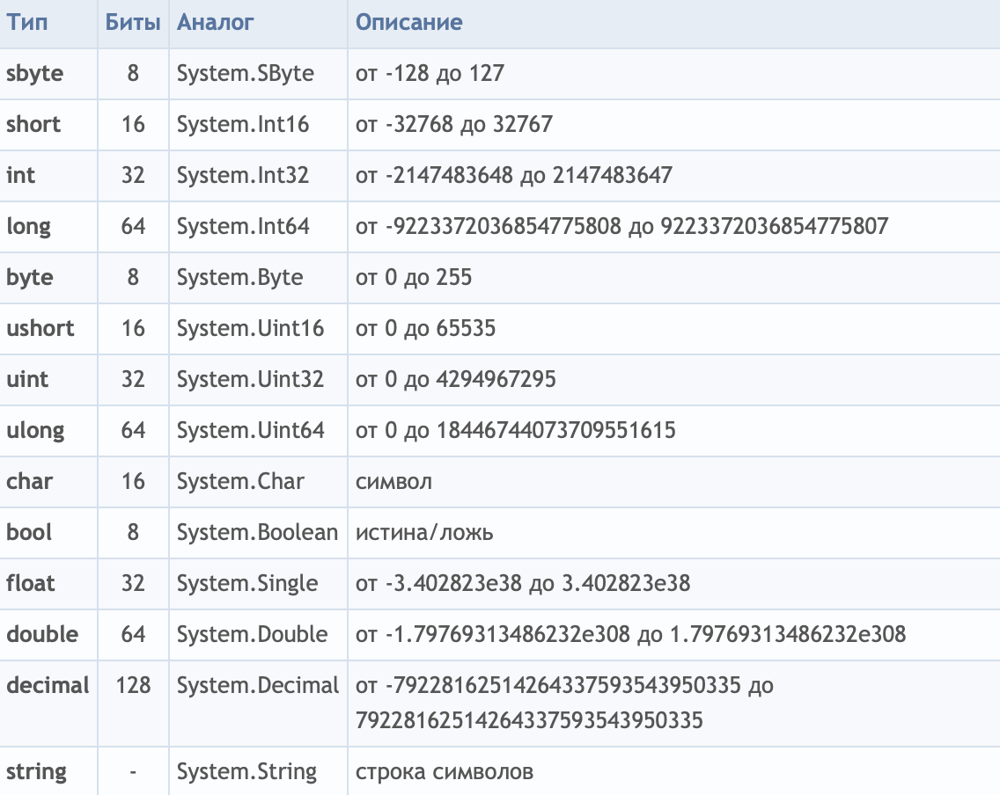 Тип Биты Аналог Описание
sbyte 8 System.SByte от -128 до 127
short 16 System.Int16 от -32768 до 32767
int 32 System.Int32 от -2147483648 до 2147483647
long 64 System.Int64 от -9223372036854775808 до 9223372036854775807
byte 8 System.Byte от 0 до 255
ushort 16 System.Uint16 от 0 до 65535
uint 32 System.Uint32 от 0 до 4294967295
ulong 64 System.Uint64 от 0 до 18446744073709551615
char 16 System.Char символ
bool 8 System.Boolean истина/ложь
float 32 System.Single от -3.402823e38 до 3.402823e38
double 64 System.Double от -1.79769313486232e308 до 1.79769313486232e308
decimal 128 System.Decimal от -79228162514264337593543950335 до
79228162514264337593543950335
string - System.String строка символов